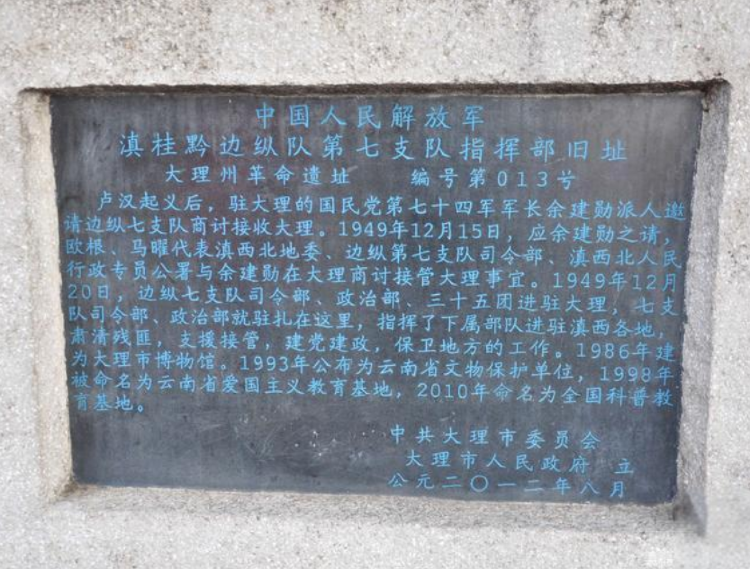 中国人民解放军
滇桂黔边纵队第七支队指挥部旧址
大理州革命遗址 编号第013号
卢汉起义后，驻大理的国民党第七十四军军长余建勋派人邀
请边纵七支队商讨接收大理。1949年12月15日，应余建勋之请，
欧根、马曜代表滇西北地委、边纵第七支队司令部、滇西北人民
行政专员公署与余建勋在大理商讨接管大理事宜。1949年12月
20日，边纵七支队司令部、政治部、三十五团进驻大理，七支
队司令部、政治部就驻扎在这里，指挥了下属部队进驻滇西各地，
肃清残匪，支援接管，建党建政，保卫地方的工作。1986年建
为大理市博物馆。1993年公布为云南省文物保护单位，1998年
被命名为云南省爱国主义教育基地，2010年命名为全国科普教
育基地。
中共大理市委员会
大理市人民政府 立
公元二〇一二年八月